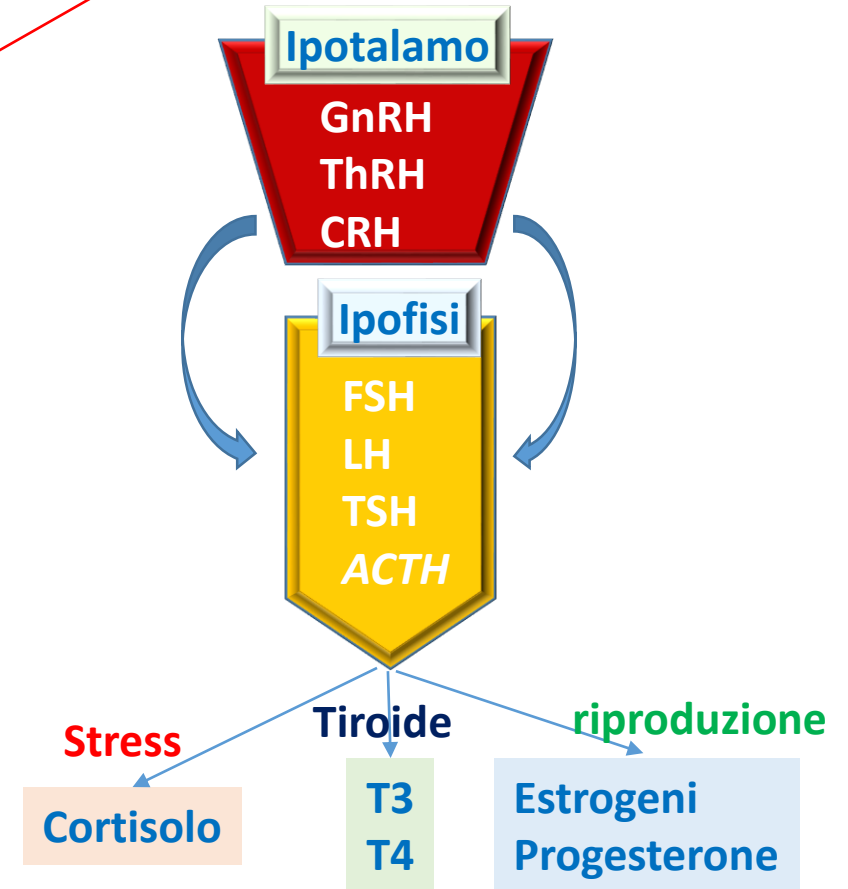 Ipotalamo
GnRH
ThRH
CRH
Ipofisi
FSH
LH
TSH
ACTH
Stress
Tiroide
riproduzione
Cortisolo
T3
T4
Estrogeni
Progesterone